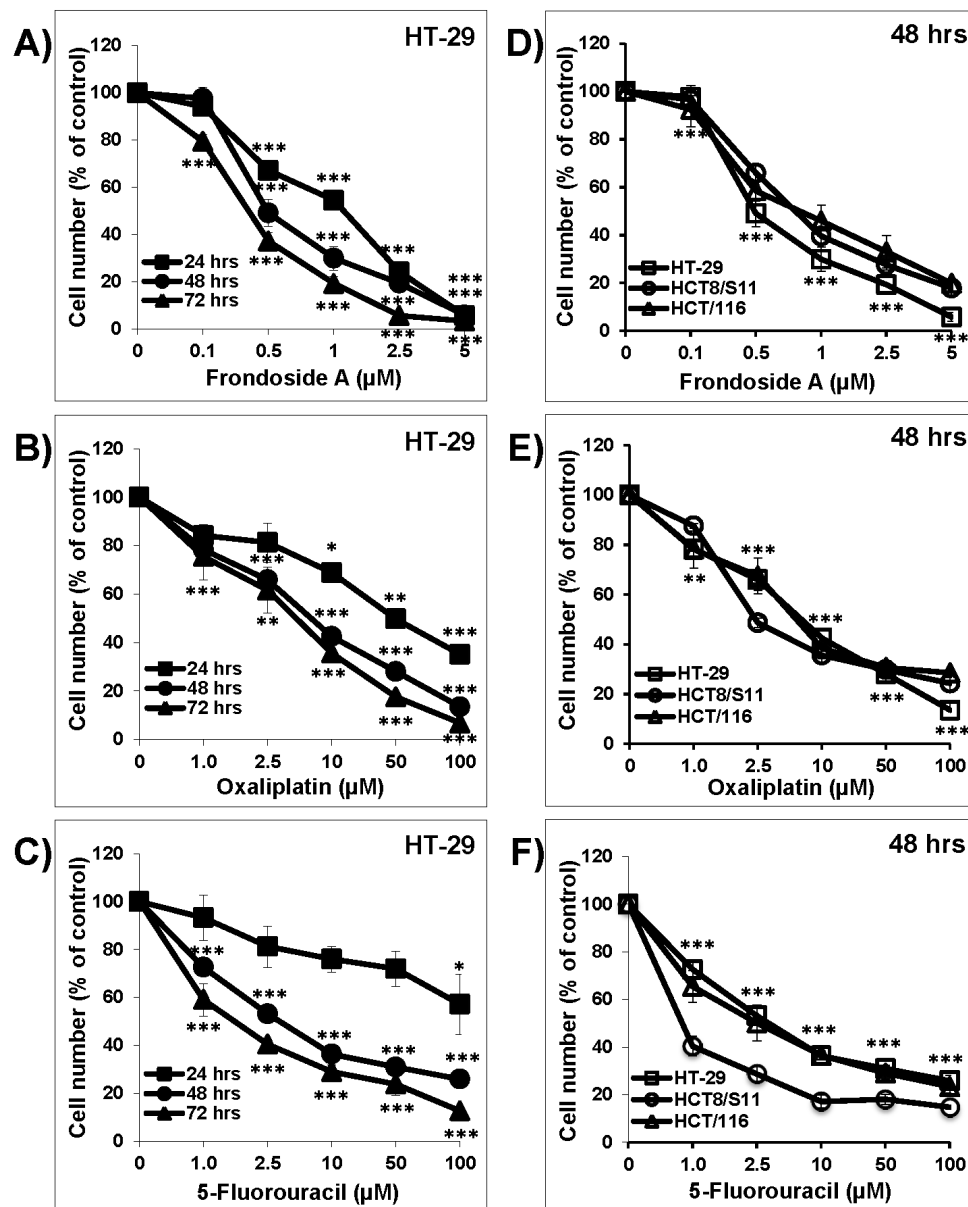 A)
HT-29
Cell number (% of control)
120
100
80
60
40
20
0
***
***
***
***
***
***
***
***
***
***
***
***
***
24 hrs
48 hrs
72 hrs
0 0.1 0.5 1 2.5 5
Frondoside A (µM)
D)
48 hrs
Cell number (% of control)
120
100
80
60
40
20
0
***
***
***
***
***
HT-29
HCT8/S11
HCT/116
0 0.1 0.5 1 2.5 5
Frondoside A (µM)
B)
HT-29
Cell number (% of control)
120
100
80
60
40
20
0
*
***
**
***
***
**
***
***
***
***
***
***
24 hrs
48 hrs
72 hrs
0 1.0 2.5 10 50 100
Oxaliplatin (µM)
E)
48 hrs
Cell number (% of control)
120
100
80
60
40
20
0
***
**
***
***
***
HT-29
HCT8/S11
HCT/116
0 1.0 2.5 10 50 100
Oxaliplatin (µM)
C)
HT-29
Cell number (% of control)
120
100
80
60
40
20
0
*
***
***
***
***
***
***
***
***
***
***
24 hrs
48 hrs
72 hrs
0 1.0 2.5 10 50 100
5-Fluorouracil (µM)
F)
48 hrs
Cell number (% of control)
120
100
80
60
40
20
0
***
***
***
***
***
HT-29
HCT8/S11
HCT/116
0 1.0 2.5 10 50 100
5-Fluorouracil (µM)